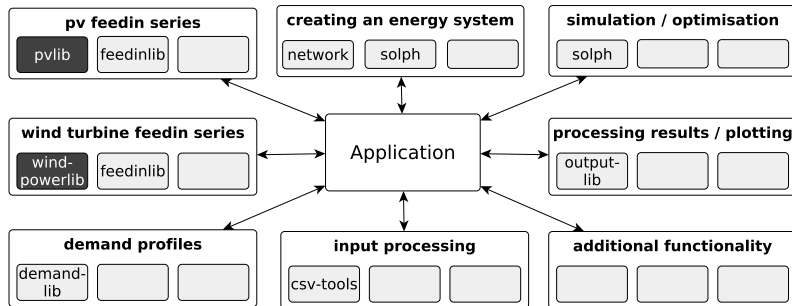 pv feedin series
pvlib
feedinlib
creating an energy system
network
solph
simulation / optimisation
solph
wind turbine feedin series
wind-
powerlib
feedinlib
Application
processing results / plotting
output-
lib
demand profiles
demand-
lib
input processing
csv-tools
additional functionality